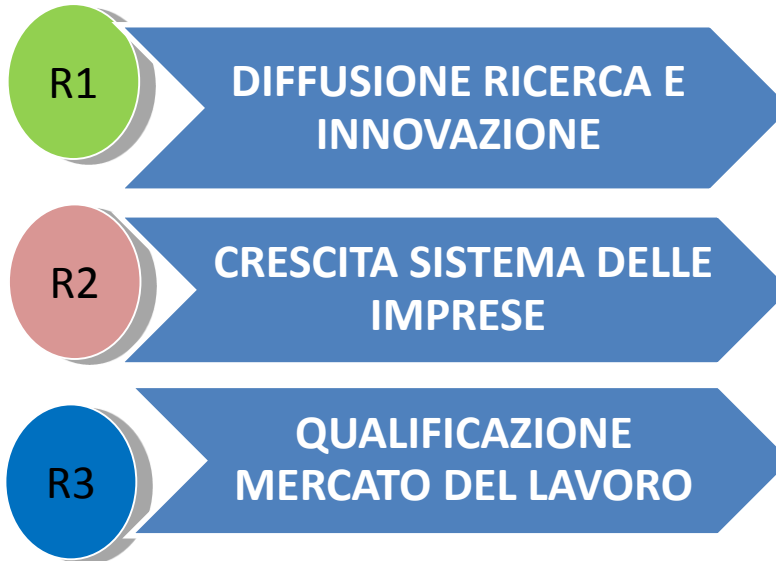 R1
DIFFUSIONE RICERCA E
INNOVAZIONE
R2
CRESCITA SISTEMA DELLE
IMPRESE
R3
QUALIFICAZIONE
MERCATO DEL LAVORO